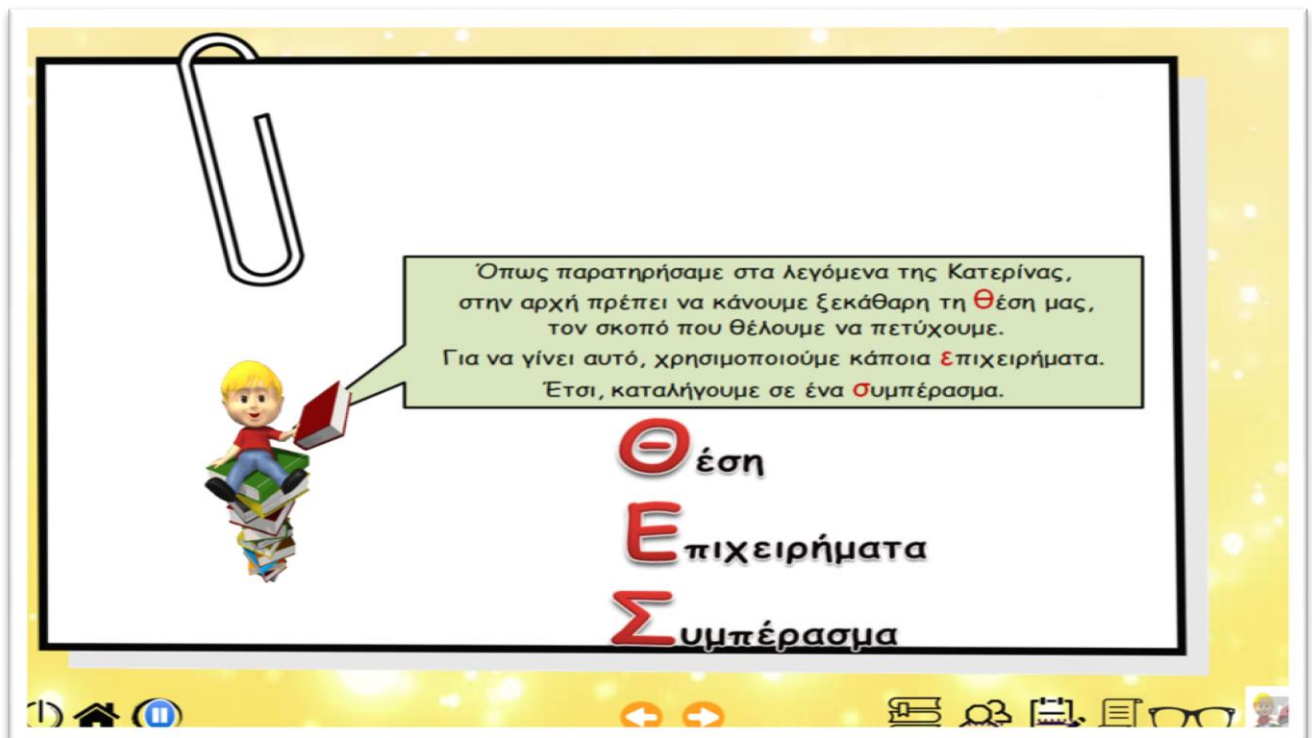 Όπως παρατηρήσαμε στα λεγόμενα της Κατερίνας,
στην αρχή πρέπει να κάνουμε ξεκάθαρη τη θέση μας,
τον σκοπό που θέλουμε να πετύχουμε.
Για να γίνει αυτό, χρησιμοποιούμε κάποια επιχειρήματα.
Έτσι, καταλήγουμε σε ένα συμπέρασμα.
Θέση
Επιχειρήματα
Συμπέρασμα